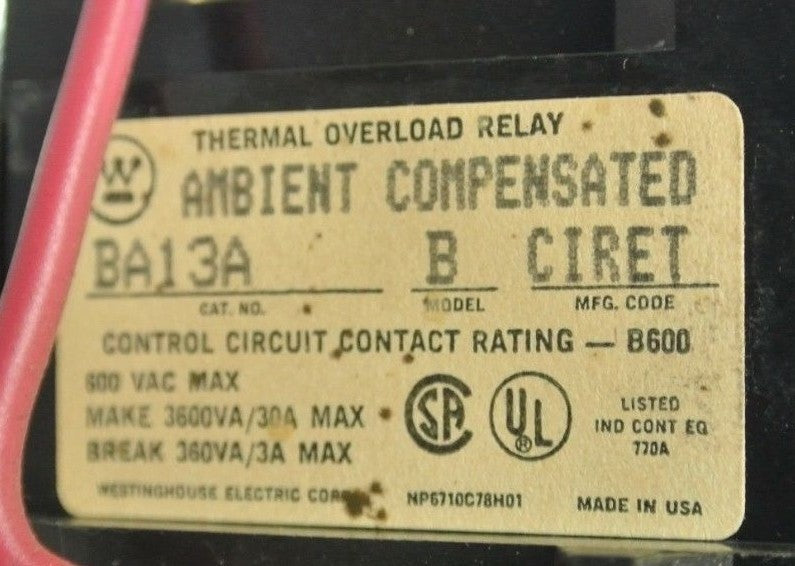 THERMAL OVERLOAD RELAY
W
AMBIENT COMPENSATED
BA13A B CIRET
CAT. NO. MODEL MFG. CODE
CONTROL CIRCUIT CONTACT RATING — B600
600 VAC MAX
MAKE 3600VA/30A MAX
BREAK 360VA/3A MAX
SA
UL
®
LISTED
IND CONT EQ
770A
WESTINGHOUSE ELECTRIC CORP NP6710C78H01 MADE IN USA